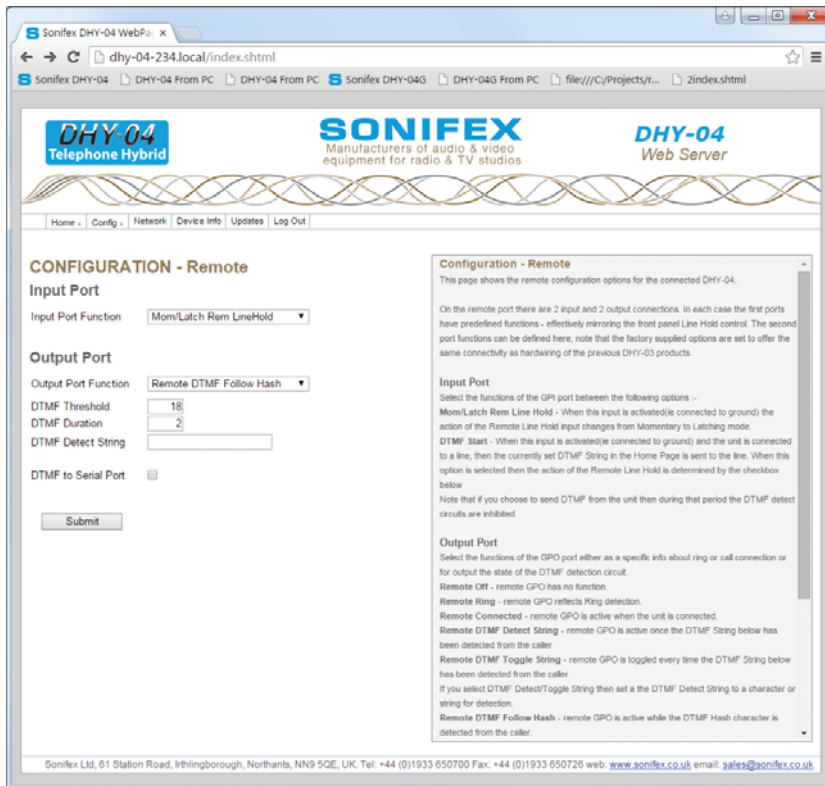 Sonifex DHY-04 WebPa
dhy-04-234.local/index.shtml
Sonifex DHY-04 DHY-04 From PC DHY-04 From PC Sonifex DHY-04G DHY-04G From PC file:///C:/Projects/r... 2index.shtml
DHY-04
Telephone Hybrid
SONIFEX
Manufacturers of audio & video
equipment for radio & TV studios
DHY-04
Web Server
Home Config Network Device Info Updates Log Out
CONFIGURATION - Remote
Input Port
Input Port Function Mom/Latch Rem LineHold
Output Port
Output Port Function Remote DTMF Follow Hash
DTMF Threshold 18
DTMF Duration 2
DTMF Detect String
DTMF to Serial Port
Submit
Configuration - Remote
This page shows the remote configuration options for the connected DHY-04.
On the remote port there are 2 input and 2 output connections. In each case the first ports
have predefined functions - effectively mirroring the front panel Line Hold control. The second
port functions can be defined here, note that the factory supplied options are set to offer the
same connectivity as hardwiring of the previous DHY-03 products.
Input Port
Select the functions of the GPI port between the following options :-
Mom/Latch Rem Line Hold - When this input is activated(ie connected to ground) the
action of the Remote Line Hold input changes from Momentary to Latching mode.
DTMF Start - When this input is activated(ie connected to ground) and the unit is connected
to a line, then the currently set DTMF String in the Home Page is sent to the line. When this
option is selected then the action of the Remote Line Hold is determined by the checkbox
below
Note that if you choose to send DTMF from the unit then during that period the DTMF detect
circuits are inhibited
Output Port
Select the functions of the GPO port either as a specific info about ring or call connection or
for output the state of the DTMF detection circuit.
Remote Off - remote GPO has no function.
Remote Ring - remote GPO reflects Ring detection.
Remote Connected - remote GPO is active when the unit is connected.
Remote DTMF Detect String - remote GPO is active once the DTMF String below has
been detected from the caller
Remote DTMF Toggle String - remote GPO is toggled every time the DTMF String below
has been detected from the caller
If you select DTMF Detect/Toggle String then set a the DTMF Detect String to a character or
string for detection.
Remote DTMF Follow Hash - remote GPO is active while the DTMF Hash character is
detected from the caller.
Sonifex Ltd, 61 Station Road, Irthlingborough, Northants, NN9 5QE, UK. Tel: +44 (0)1933 650700 Fax: +44 (0)1933 650726 web: www.sonifex.co.uk email: sales@sonifex.co.uk